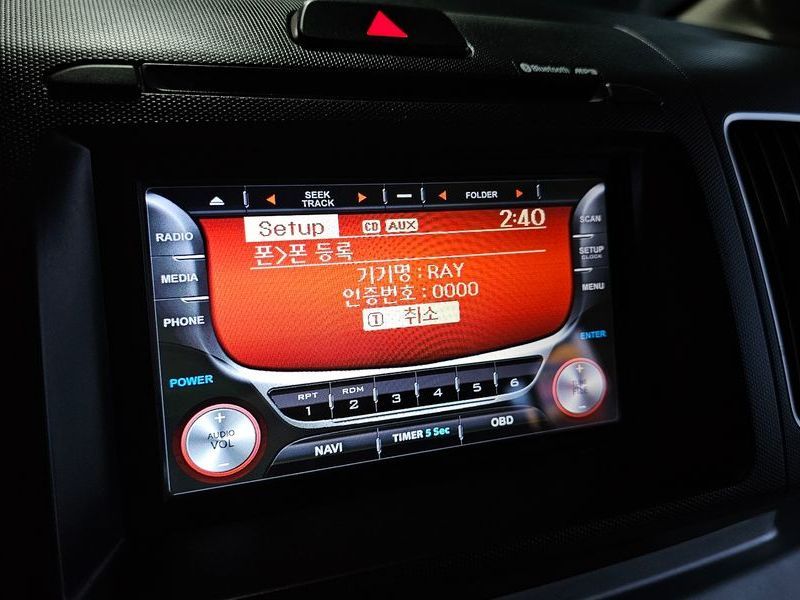 Bluetooth MP3
SEEK TRACK
FOLDER
Setup CD AUX 2:40
폰>폰 등록
기기명 : RAY
인증번호 : 0000
1 취소
RADIO
MEDIA
PHONE
SCAN
SETUP
CLOCK
MENU
POWER
ENTER
RPT 1
RDM 2
3
4
5
6
+
AUDIO
VOL
−
NAVI
TIMER 5 Sec
OBD
+
−